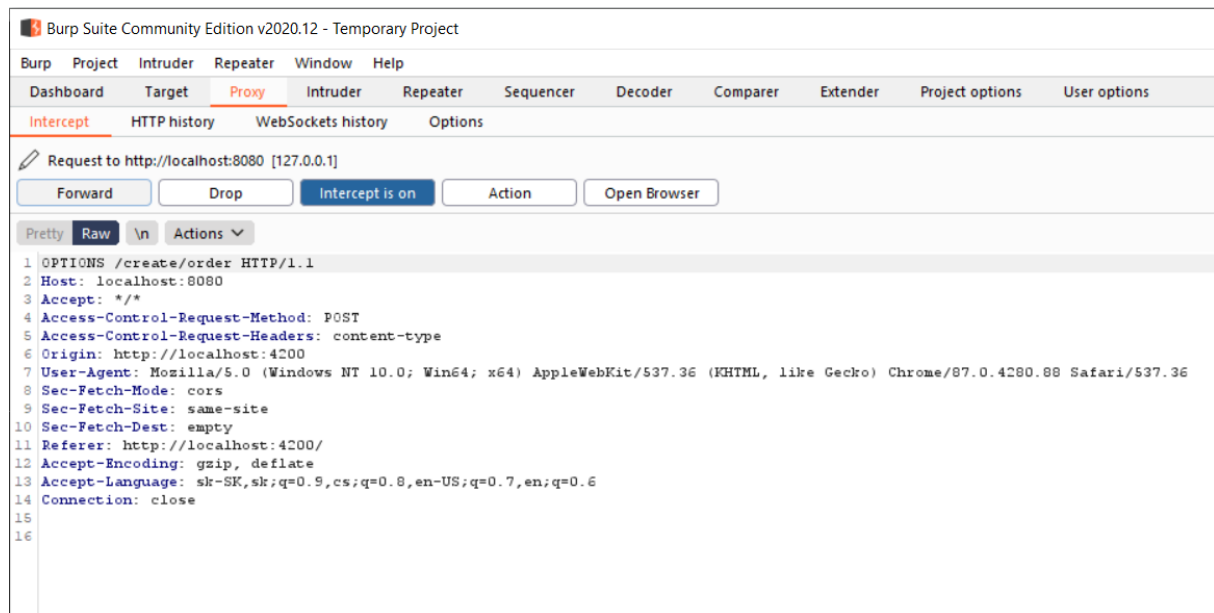 Burp Suite Community Edition v2020.12 - Temporary Project
Burp Project Intruder Repeater Window Help
Dashboard Target Proxy Intruder Repeater Sequencer Decoder Comparer Extender Project options User options
Intercept HTTP history WebSockets history Options
Request to http://localhost:8080 [127.0.0.1]
Forward Drop Intercept is on Action Open Browser
Pretty Raw \n Actions
1 OPTIONS /create/order HTTP/1.1
2 Host: localhost:8080
3 Accept: */*
4 Access-Control-Request-Method: POST
5 Access-Control-Request-Headers: content-type
6 Origin: http://localhost:4200
7 User-Agent: Mozilla/5.0 (Windows NT 10.0; Win64; x64) AppleWebKit/537.36 (KHTML, like Gecko) Chrome/87.0.4280.88 Safari/537.36
8 Sec-Fetch-Mode: cors
9 Sec-Fetch-Site: same-site
10 Sec-Fetch-Dest: empty
11 Referer: http://localhost:4200/
12 Accept-Encoding: gzip, deflate
13 Accept-Language: sk-SK,sk;q=0.9,cs;q=0.8,en-US;q=0.7,en;q=0.6
14 Connection: close
15
16